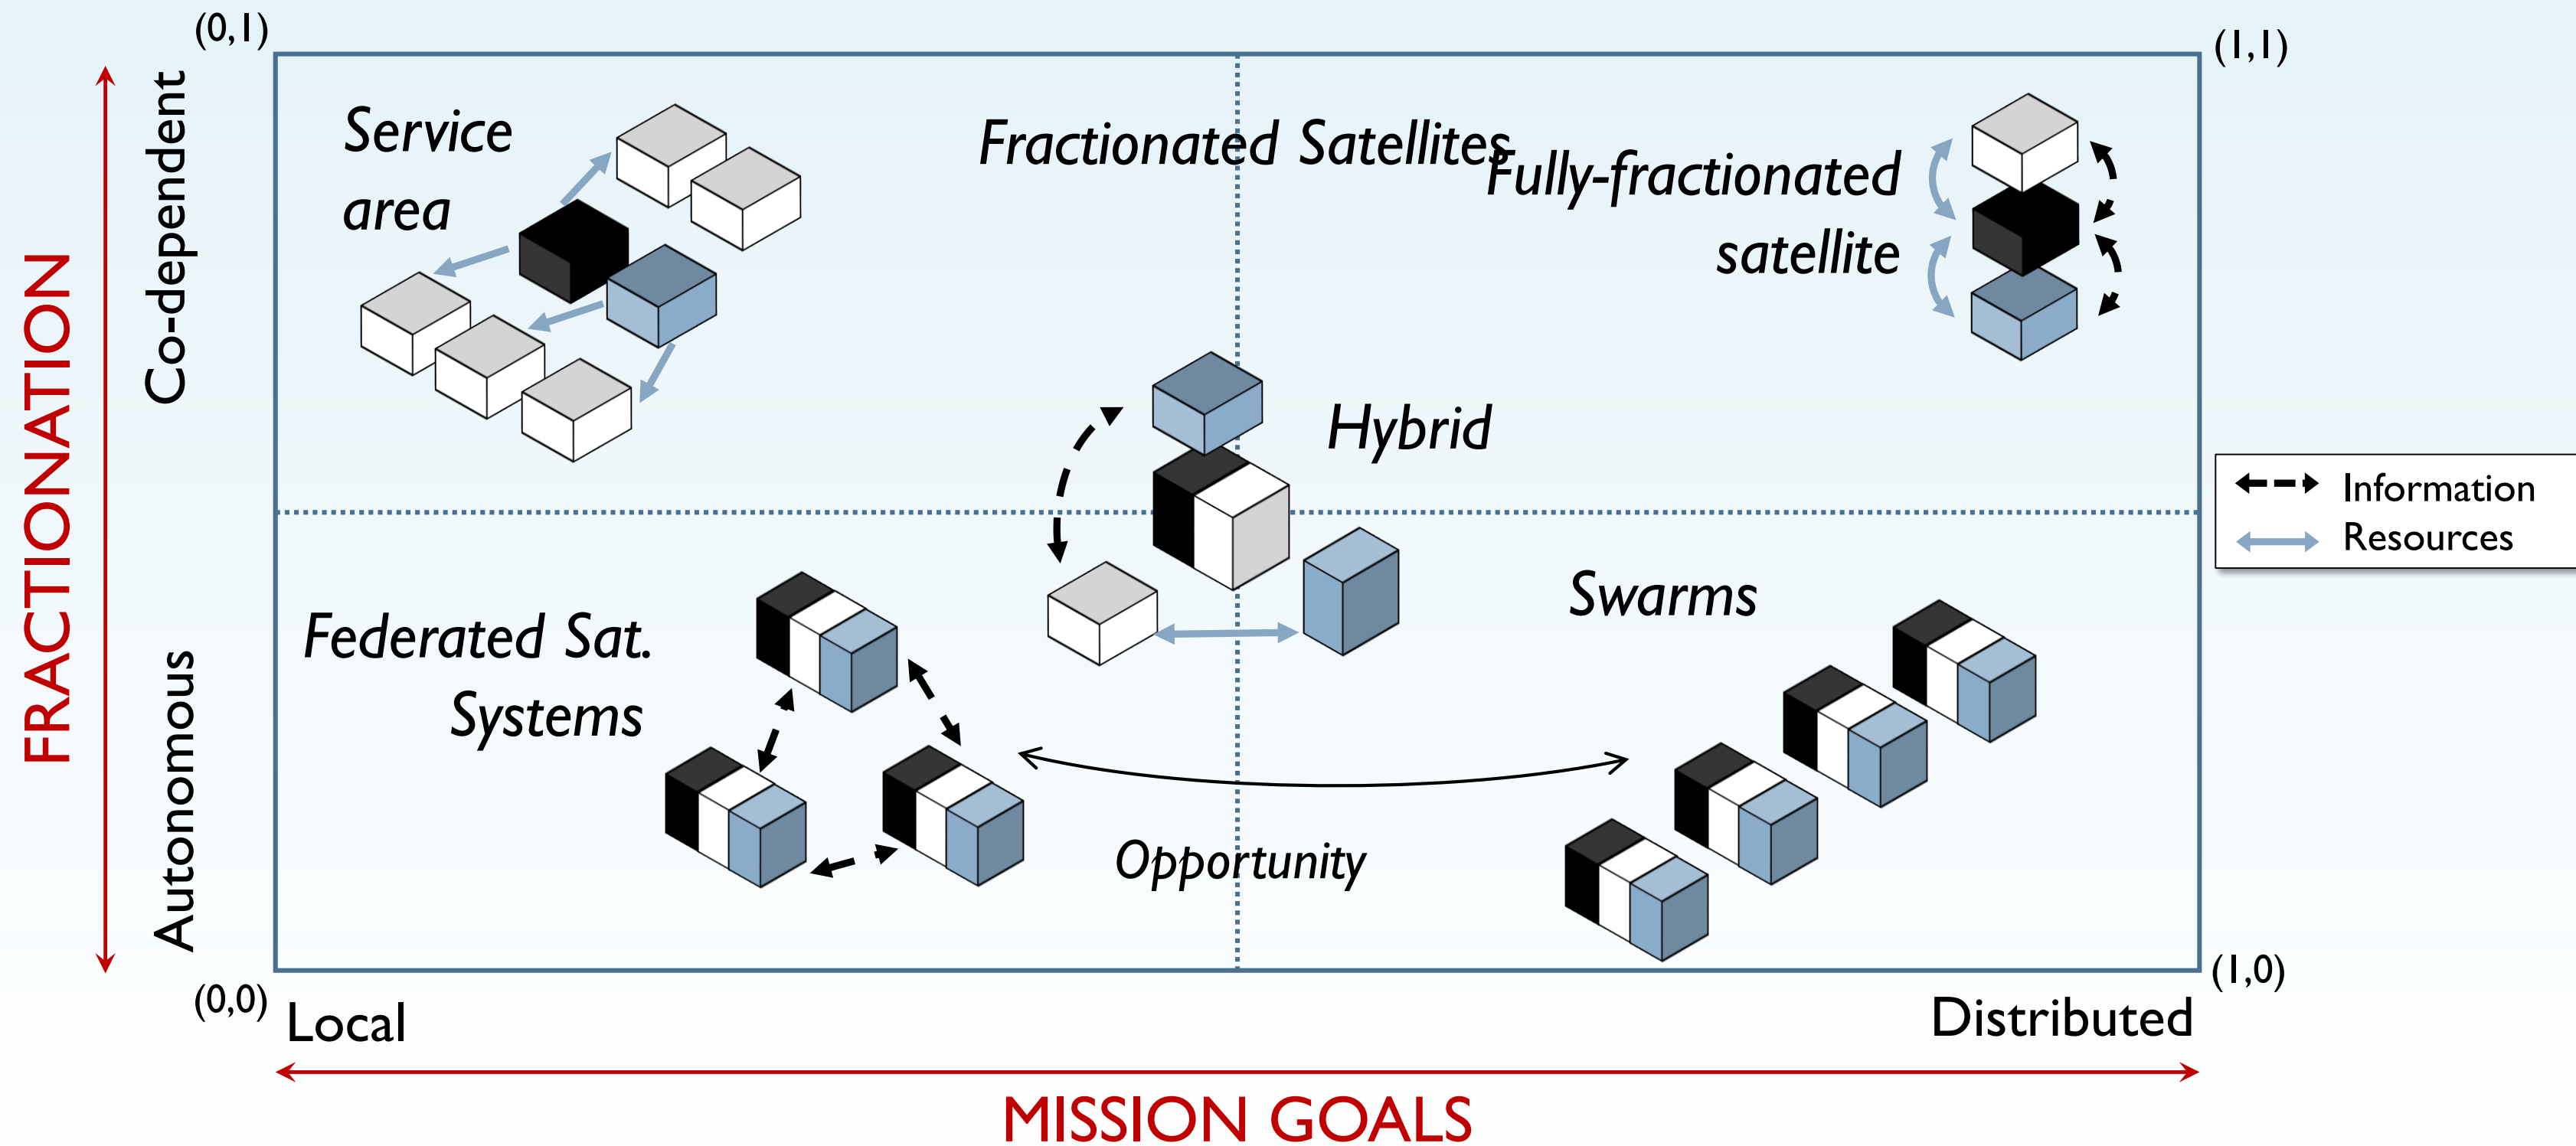 (0,1)
(1,1)
FRACTIONATION
Co-dependent
Autonomous
Service
area
Fractionated Satellites
Fully-fractionated
satellite
Hybrid
Information
Resources
Federated Sat.
Systems
Swarms
Opportunity
(0,0)
(1,0)
Local
Distributed
MISSION GOALS